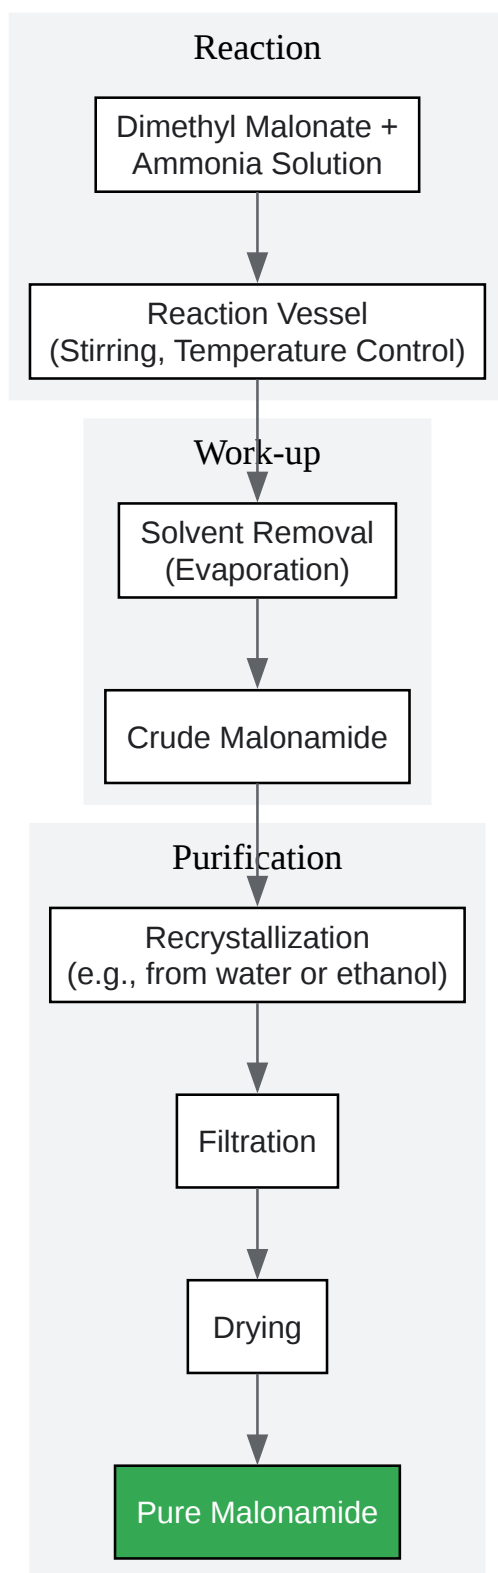 Reaction
Dimethyl Malonate +
Ammonia Solution
Reaction Vessel
(Stirring, Temperature Control)
Work-up
Solvent Removal
(Evaporation)
Crude Malonamide
Purification
Recrystallization
(e.g., from water or ethanol)
Filtration
Drying
Pure Malonamide